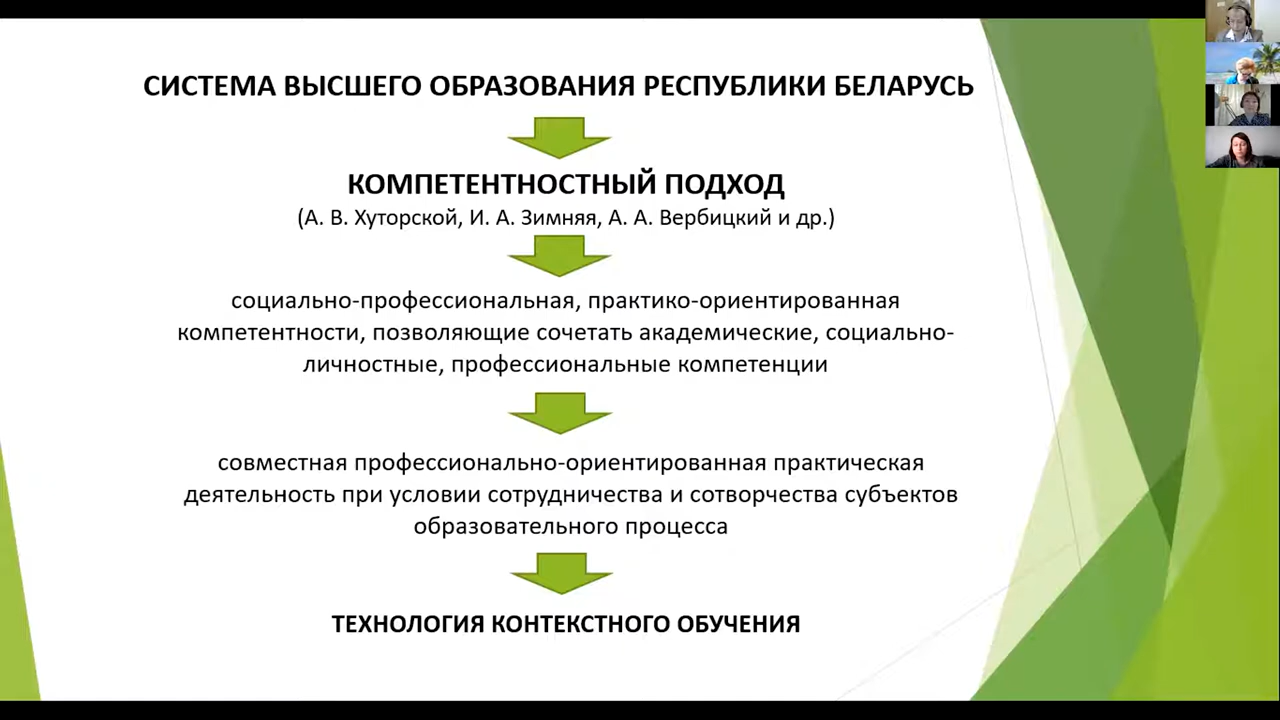 СИСТЕМА ВЫСШЕГО ОБРАЗОВАНИЯ РЕСПУБЛИКИ БЕЛАРУСЬ
КОМПЕТЕНТНОСТНЫЙ ПОДХОД
(А. В. Хуторской, И. А. Зимняя, А. А. Вербицкий и др.)
социально-профессиональная, практико-ориентированная
компетентности, позволяющие сочетать академические, социально-
личностные, профессиональные компетенции
совместная профессионально-ориентированная практическая
деятельность при условии сотрудничества и сотворчества субъектов
образовательного процесса
ТЕХНОЛОГИЯ КОНТЕКСТНОГО ОБУЧЕНИЯ